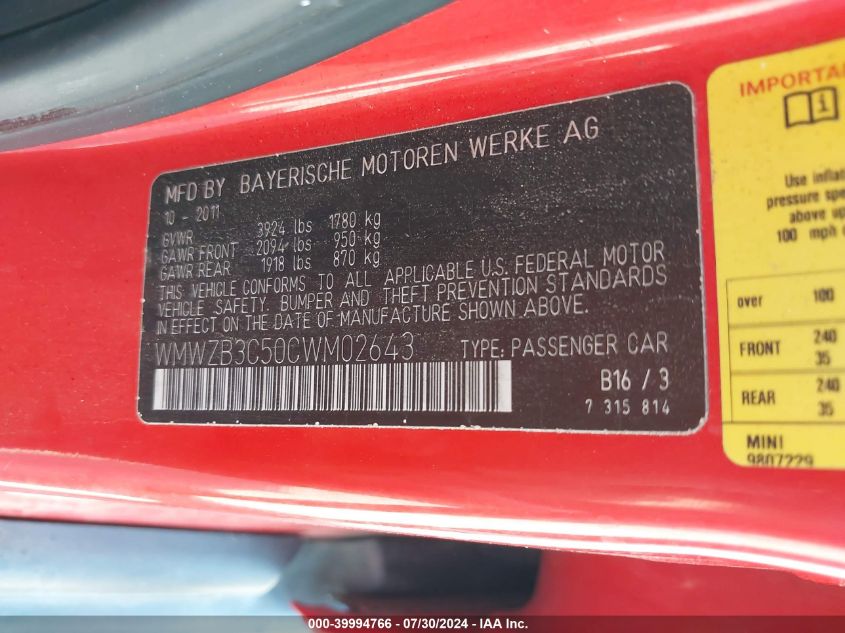 MFD BY BAYERISCHE MOTOREN WERKE AG
10 - 2011
GVWR 3924 lbs 1780 kg
GAWR FRONT 2094 lbs 950 kg
GAWR REAR 1918 lbs 870 kg
THIS VEHICLE CONFORMS TO ALL APPLICABLE U.S. FEDERAL MOTOR
VEHICLE SAFETY, BUMPER AND THEFT PREVENTION STANDARDS
IN EFFECT ON THE DATE OF MANUFACTURE SHOWN ABOVE.
WMWZB3C50CWM02643 TYPE: PASSENGER CAR
B16 / 3
7 315 814
IMPORTA
i
Use infla
pressure spe
above up
100 mph
over 100
FRONT 240
35
REAR 240
35
MINI
9807229
000-39994766 / 07/30/2024 - IAA Inc.